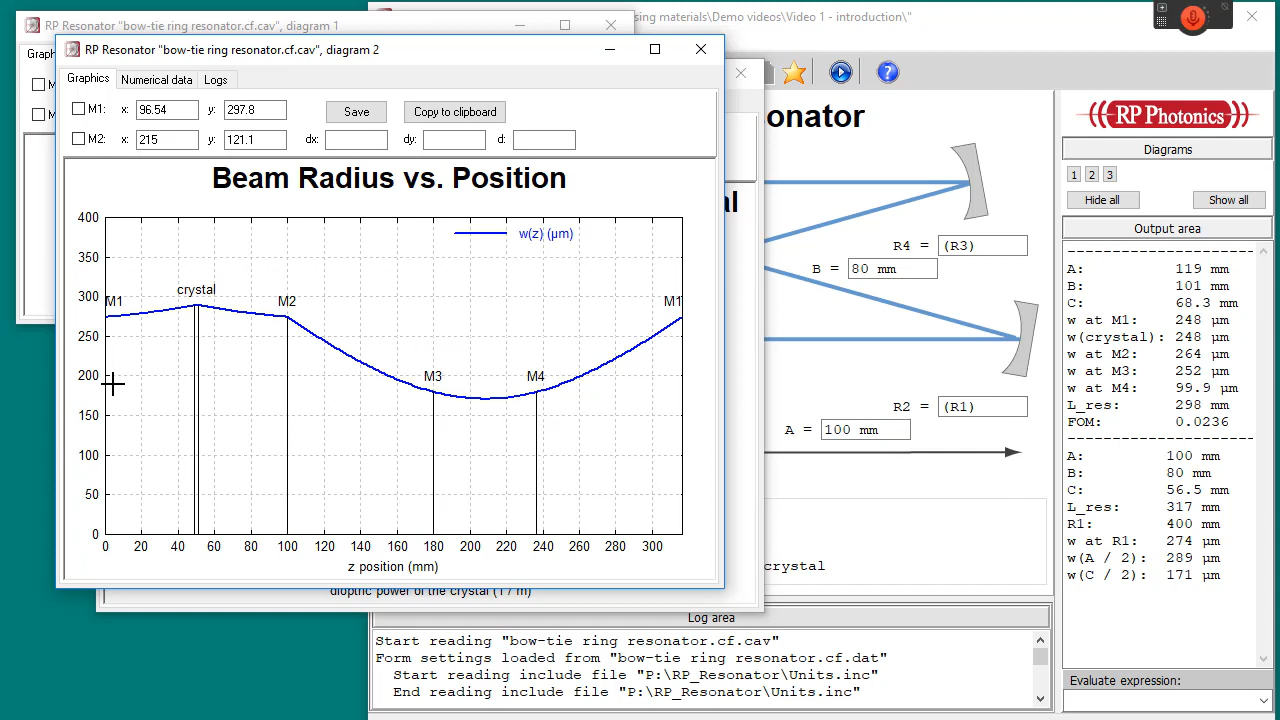 RP Resonator "bow-tie ring resonator.cf.cav", diagram 1
sing materials\Demo videos\Video 1 - introduction\"
Graph
RP Resonator "bow-tie ring resonator.cf.cav", diagram 2
Graphics Numerical data Logs
M1: x: 96.54 y: 297.8 Save Copy to clipboard
M2: x: 215 y: 121.1 dx: dy: d:
Beam Radius vs. Position
w(z) (µm)
400
350
300
250
200
150
100
50
0
M1 crystal M2 M3 M4 M1
0 20 40 60 80 100 120 140 160 180 200 220 240 260 280 300
z position (mm)
dioptric power of the crystal (1 / m)
al
onator
R4 = (R3)
B = 80 mm
R2 = (R1)
A = 100 mm
crystal
Log area
Start reading "bow-tie ring resonator.cf.cav"
Form settings loaded from "bow-tie ring resonator.cf.dat"
Start reading include file "P:\RP_Resonator\Units.inc"
End reading include file "P:\RP_Resonator\Units.inc"
RP Photonics
Diagrams
1 2 3
Hide all Show all
Output area
A: 119 mm
B: 101 mm
C: 68.3 mm
w at M1: 248 µm
w(crystal): 248 µm
w at M2: 264 µm
w at M3: 252 µm
w at M4: 99.9 µm
L_res: 298 mm
FOM: 0.0236
A: 100 mm
B: 80 mm
C: 56.5 mm
L_res: 317 mm
R1: 400 mm
w at R1: 274 µm
w(A / 2): 289 µm
w(C / 2): 171 µm
Evaluate expression: